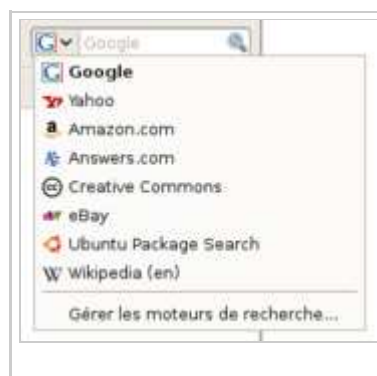 Google
Google
Yahoo
Amazon.com
Answers.com
Creative Commons
eBay
Ubuntu Package Search
Wikipedia (en)
Gérer les moteurs de recherche...